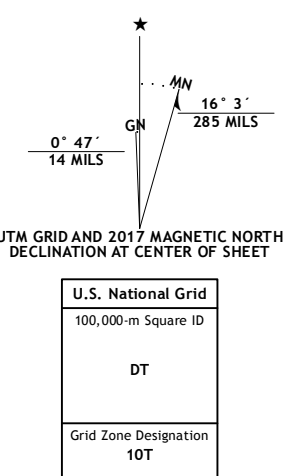 ★
MN
16° 3´
285 MILS
GN
0° 47´
14 MILS
UTM GRID AND 2017 MAGNETIC NORTH
DECLINATION AT CENTER OF SHEET
U.S. National Grid
100,000-m Square ID
DT
Grid Zone Designation
10T